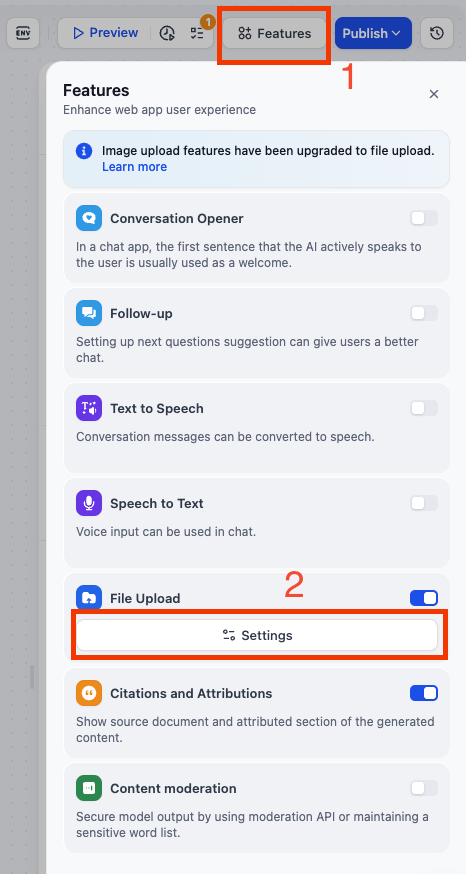 ENV
Preview
1
Features
Publish
1
Features
Enhance web app user experience
Image upload features have been upgraded to file upload.
Learn more
Conversation Opener
In a chat app, the first sentence that the AI actively speaks to
the user is usually used as a welcome.
Follow-up
Setting up next questions suggestion can give users a better
chat.
Text to Speech
Conversation messages can be converted to speech.
Speech to Text
Voice input can be used in chat.
2
File Upload
Settings
Citations and Attributions
Show source document and attributed section of the generated
content.
Content moderation
Secure model output by using moderation API or maintaining a
sensitive word list.